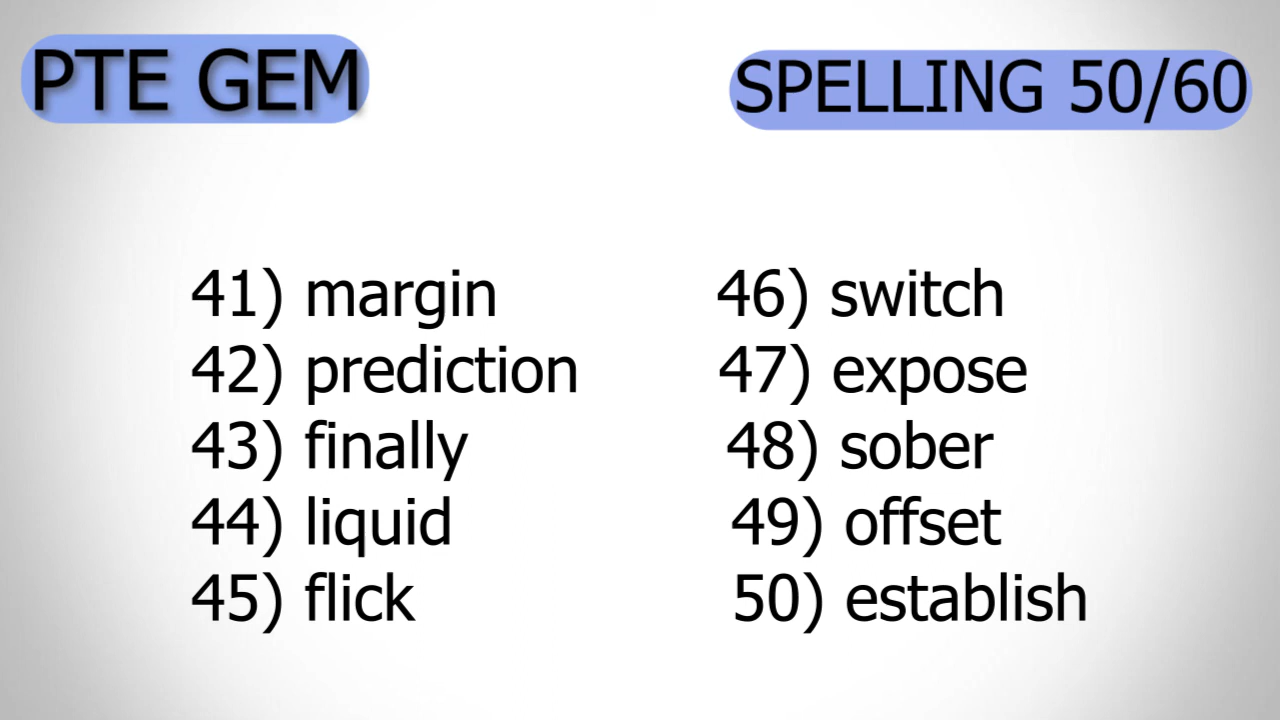 PTE GEM
SPELLING 50/60
41) margin
42) prediction
43) finally
44) liquid
45) flick
46) switch
47) expose
48) sober
49) offset
50) establish